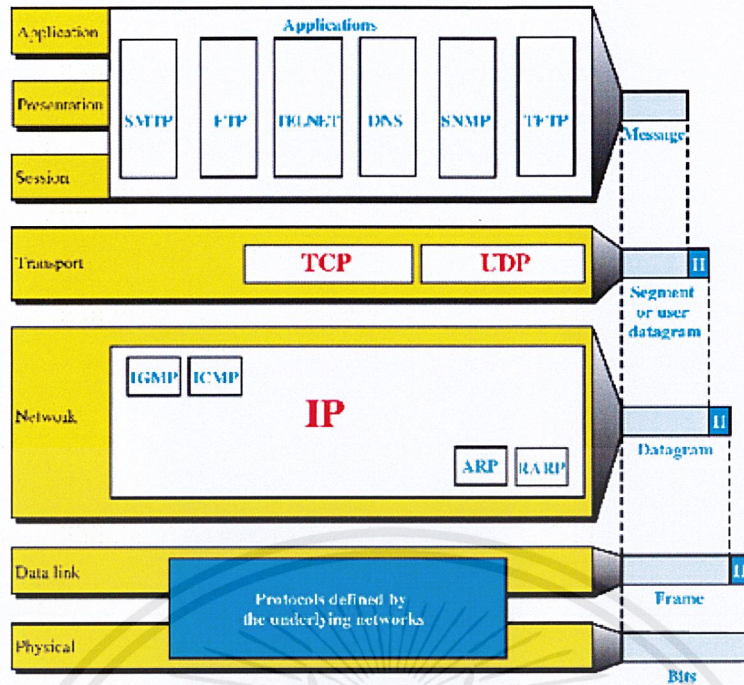 Application
Applications
Presentation
SMTP FTP TELNET DNS SNMP TFTP
Message
Session
Transport
TCP UDP
H
Segment
or user
datagram
IGMP ICMP
Network
IP
H
Datagram
ARP RARP
Data link
H
Protocols defined by
the underlying networks
Frame
Physical
Bits